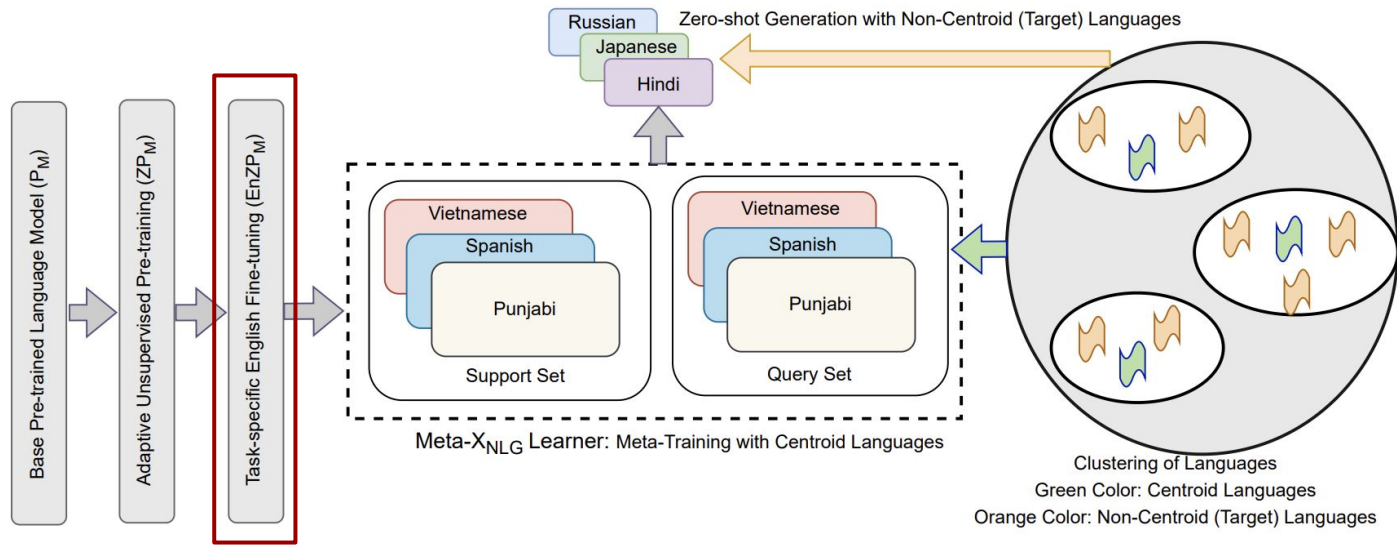 Base Pre-trained Language Model (P_M)
Adaptive Unsupervised Pre-training (ZP_M)
Task-specific English Fine-tuning (EnZP_M)
Russian
Japanese
Hindi
Zero-shot Generation with Non-Centroid (Target) Languages
Vietnamese
Spanish
Punjabi
Support Set
Vietnamese
Spanish
Punjabi
Query Set
Meta-X_NLG Learner: Meta-Training with Centroid Languages
Clustering of Languages
Green Color: Centroid Languages
Orange Color: Non-Centroid (Target) Languages